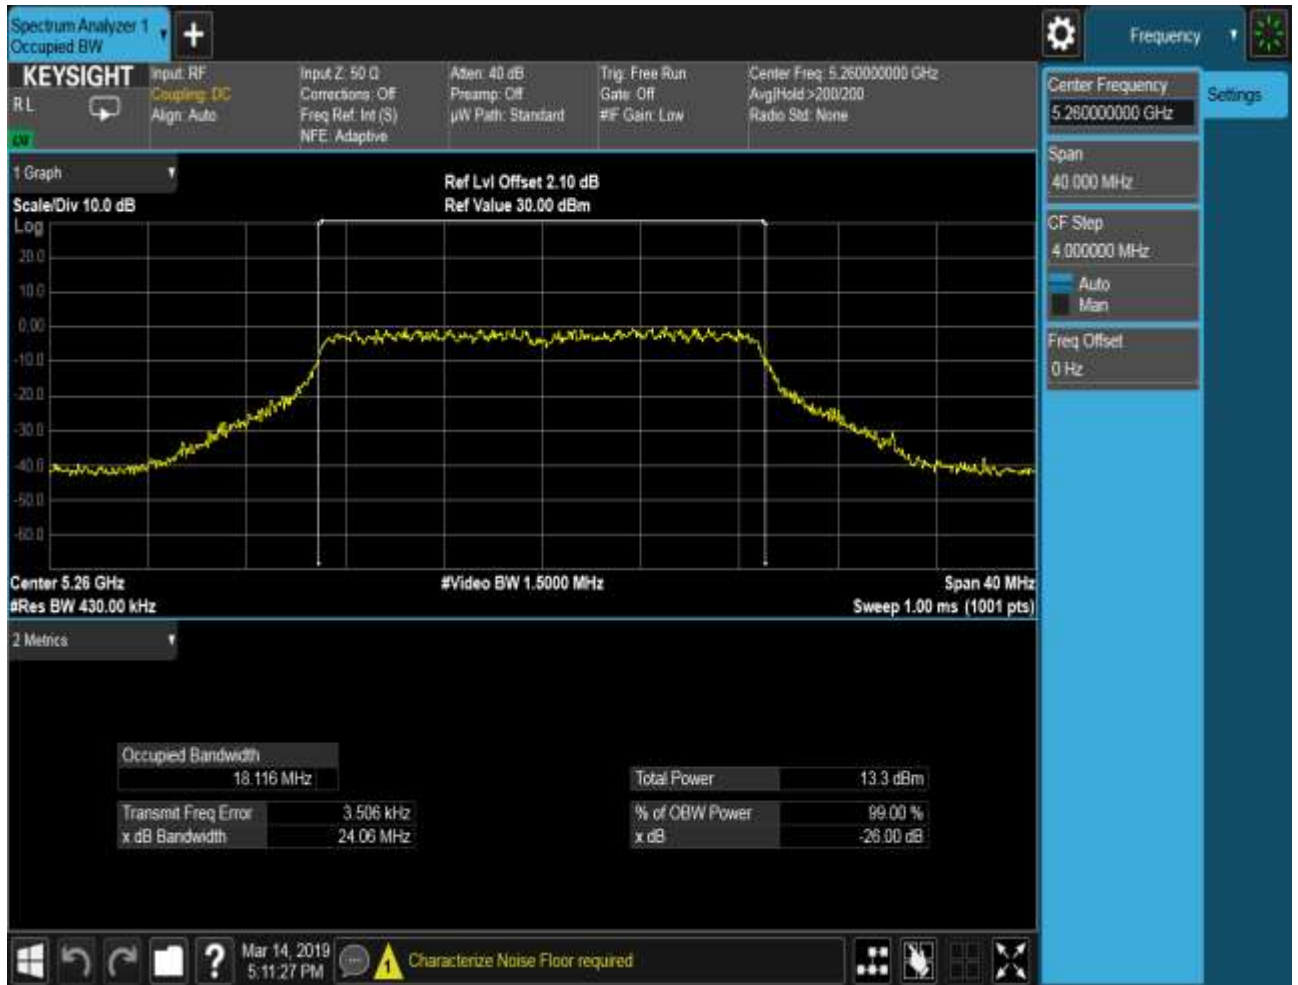 Spectrum Analyzer 1
Occupied BW
Frequency
KEYSIGHT
R L
Input: RF
Coupling: DC
Align: Auto
Input Z: 50 Ω
Corrections: Off
Freq Ref: Int (S)
NFE: Adaptive
Atten: 40 dB
Preamp: Off
µW Path: Standard
Trig: Free Run
Gate: Off
#IF Gain: Low
Center Freq: 5.260000000 GHz
Avg|Hold:>200/200
Radio Std: None
Center Frequency
5.260000000 GHz
Settings
Span
40.000 MHz
CF Step
4.000000 MHz
Auto
Man
Freq Offset
0 Hz
1 Graph
Scale/Div 10.0 dB
Ref Lvl Offset 2.10 dB
Ref Value 30.00 dBm
Log
20.0
10.0
0.00
-10.0
-20.0
-30.0
-40.0
-50.0
-60.0
Center 5.26 GHz
#Video BW 1.5000 MHz
Span 40 MHz
#Res BW 430.00 kHz
Sweep 1.00 ms (1001 pts)
2 Metrics
Occupied Bandwidth
18.116 MHz
Total Power 13.3 dBm
Transmit Freq Error 3.506 kHz
% of OBW Power 99.00 %
x dB Bandwidth 24.06 MHz
x dB -26.00 dB
?
Mar 14, 2019
5:11:27 PM
1
Characterize Noise Floor required